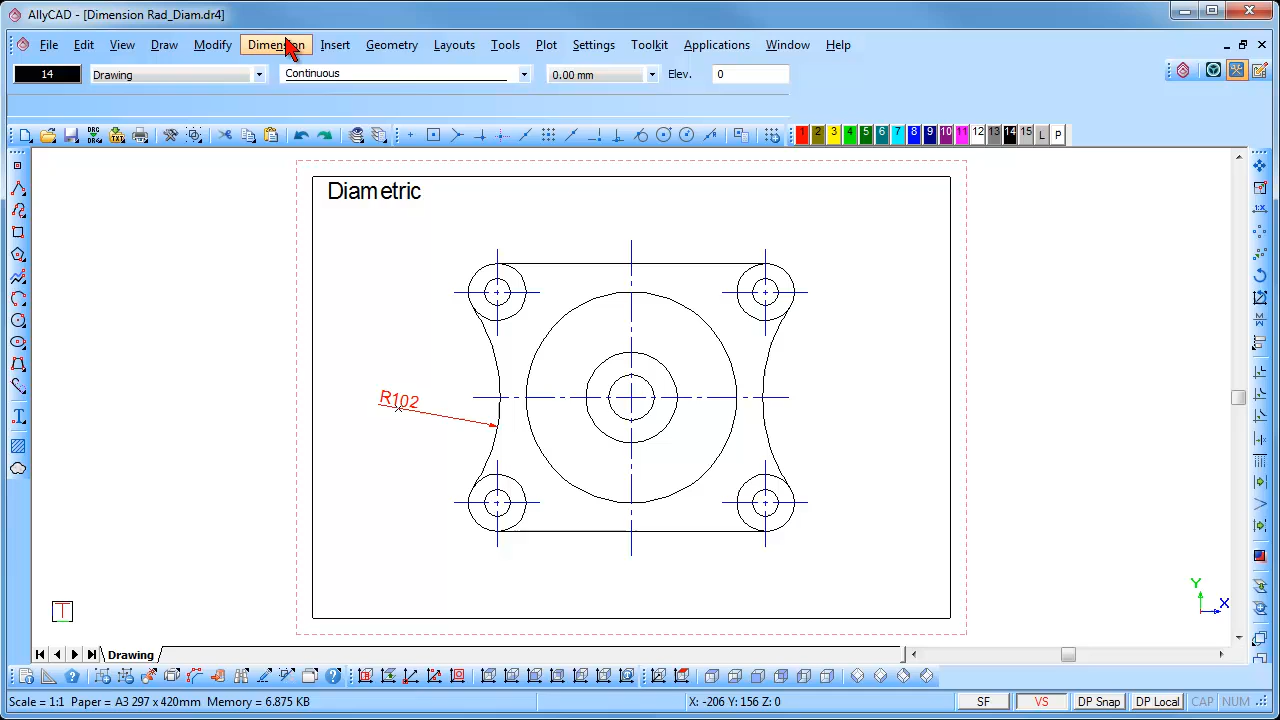 AllyCAD - [Dimension Rad_Diam.dr4]
File Edit View Draw Modify Dimension Insert Geometry Layouts Tools Plot Settings Toolkit Applications Window Help
14 Drawing Continuous 0.00 mm Elev. 0
1 2 3 4 5 6 7 8 9 10 11 12 13 14 15 L P
Diametric
R102
Y
X
T
Drawing
Scale = 1:1 Paper = A3 297 x 420mm Memory = 6.875 KB X: -206 Y: 156 Z: 0 SF VS DP Snap DP Local CAP NUM